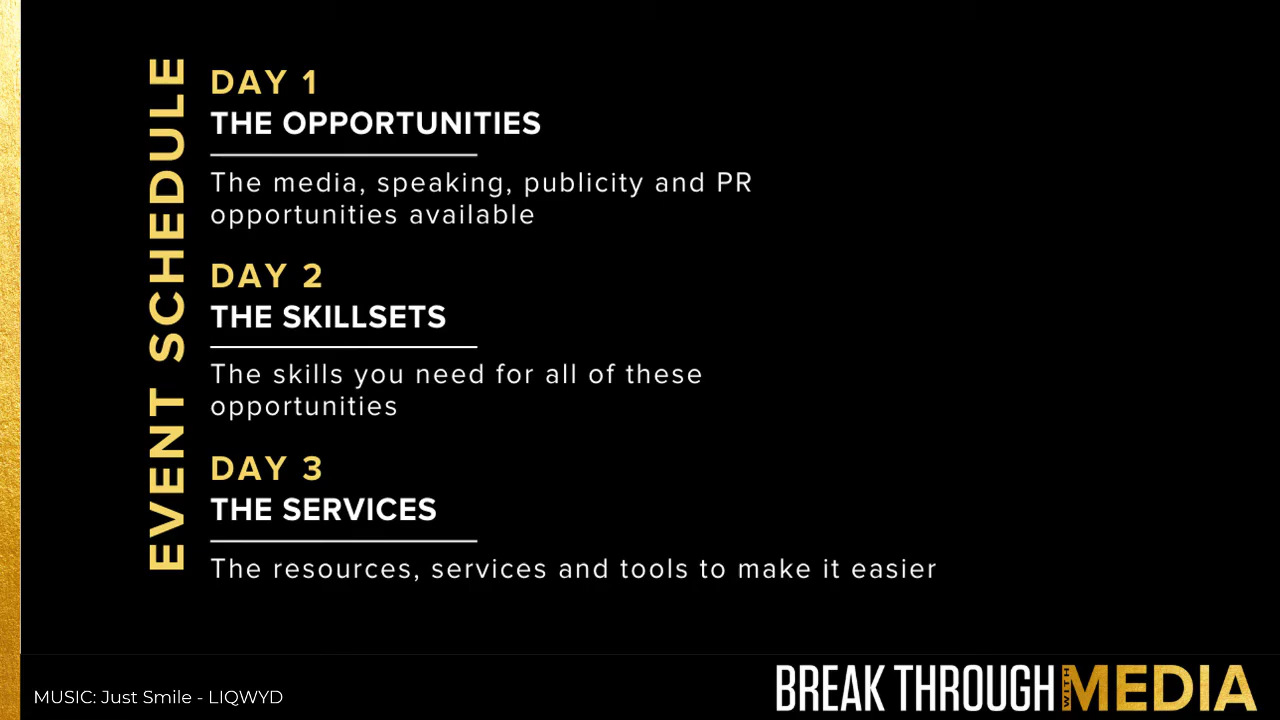 EVENT SCHEDULE
DAY 1
THE OPPORTUNITIES
The media, speaking, publicity and PR
opportunities available
DAY 2
THE SKILLSETS
The skills you need for all of these
opportunities
DAY 3
THE SERVICES
The resources, services and tools to make it easier
MUSIC: Just Smile - LIQWYD
BREAK THROUGH WITH MEDIA